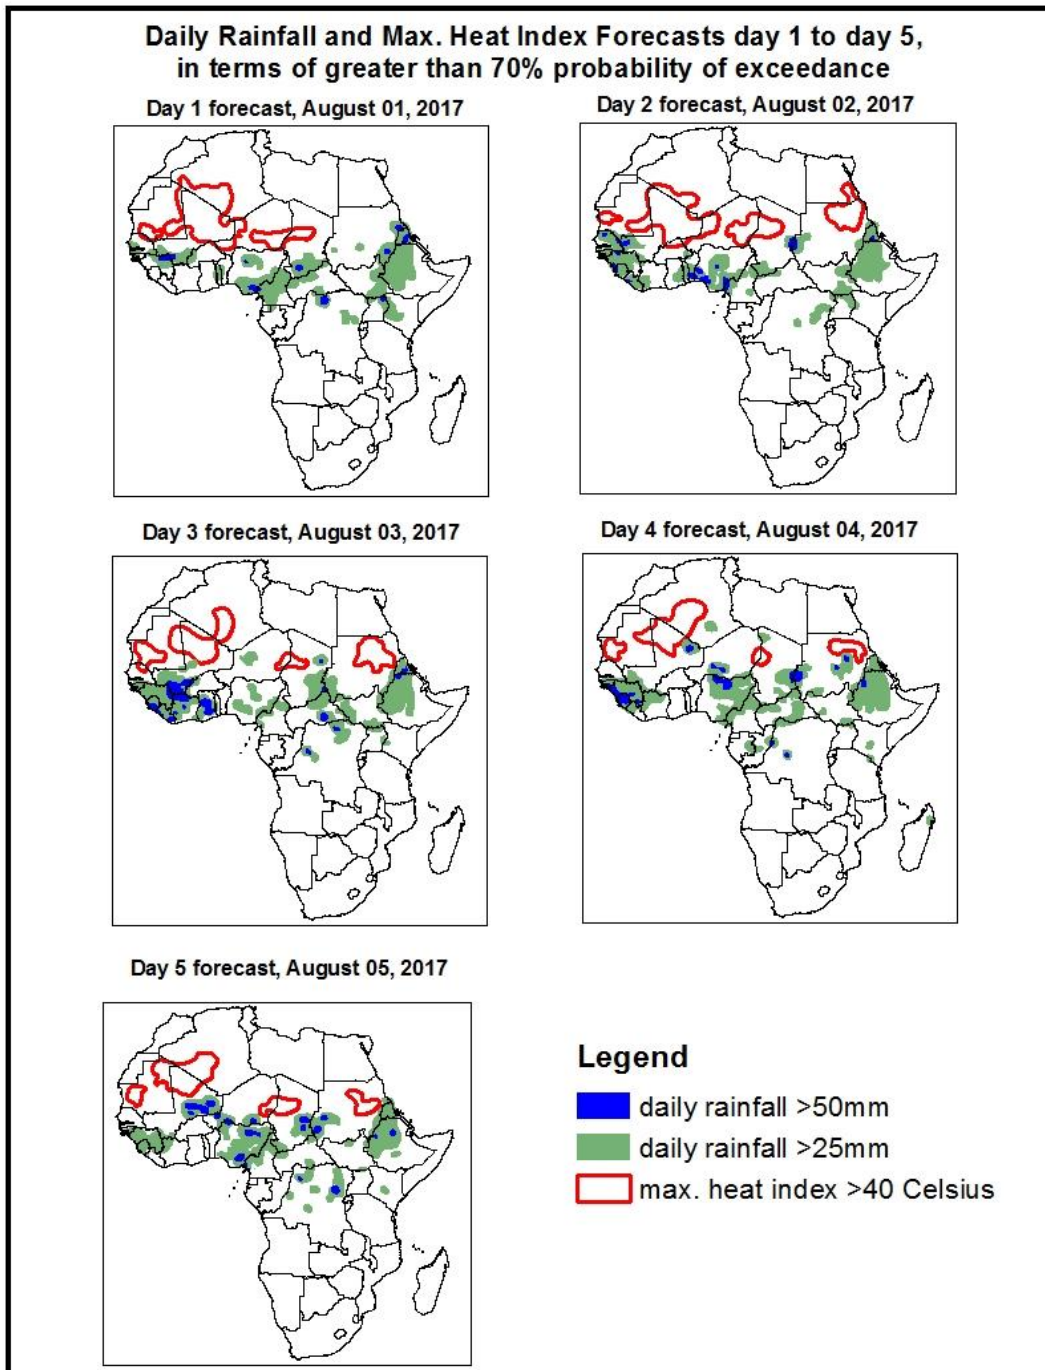 Daily Rainfall and Max. Heat Index Forecasts day 1 to day 5,
in terms of greater than 70% probability of exceedance
Day 1 forecast, August 01, 2017
Day 2 forecast, August 02, 2017
Day 3 forecast, August 03, 2017
Day 4 forecast, August 04, 2017
Day 5 forecast, August 05, 2017
Legend
daily rainfall >50mm
daily rainfall >25mm
max. heat index >40 Celsius